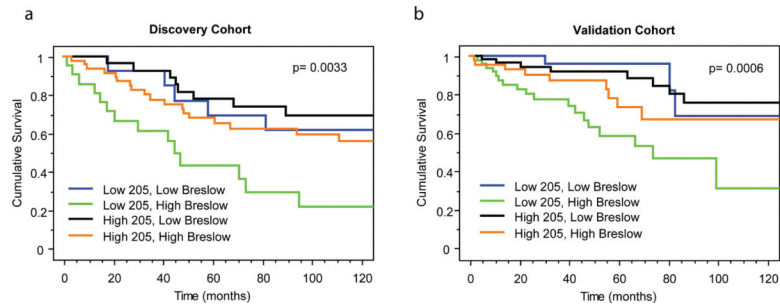 a
Discovery Cohort
p= 0.0033
Cumulative Survival
1
0.8
0.6
0.4
0.2
0
Low 205, Low Breslow
Low 205, High Breslow
High 205, Low Breslow
High 205, High Breslow
0 20 40 60 80 100 120
Time (months)
b
Validation Cohort
p= 0.0006
Cumulative Survival
1
0.8
0.6
0.4
0.2
0
Low 205, Low Breslow
Low 205, High Breslow
High 205, Low Breslow
High 205, High Breslow
0 20 40 60 80 100 120
Time (months)